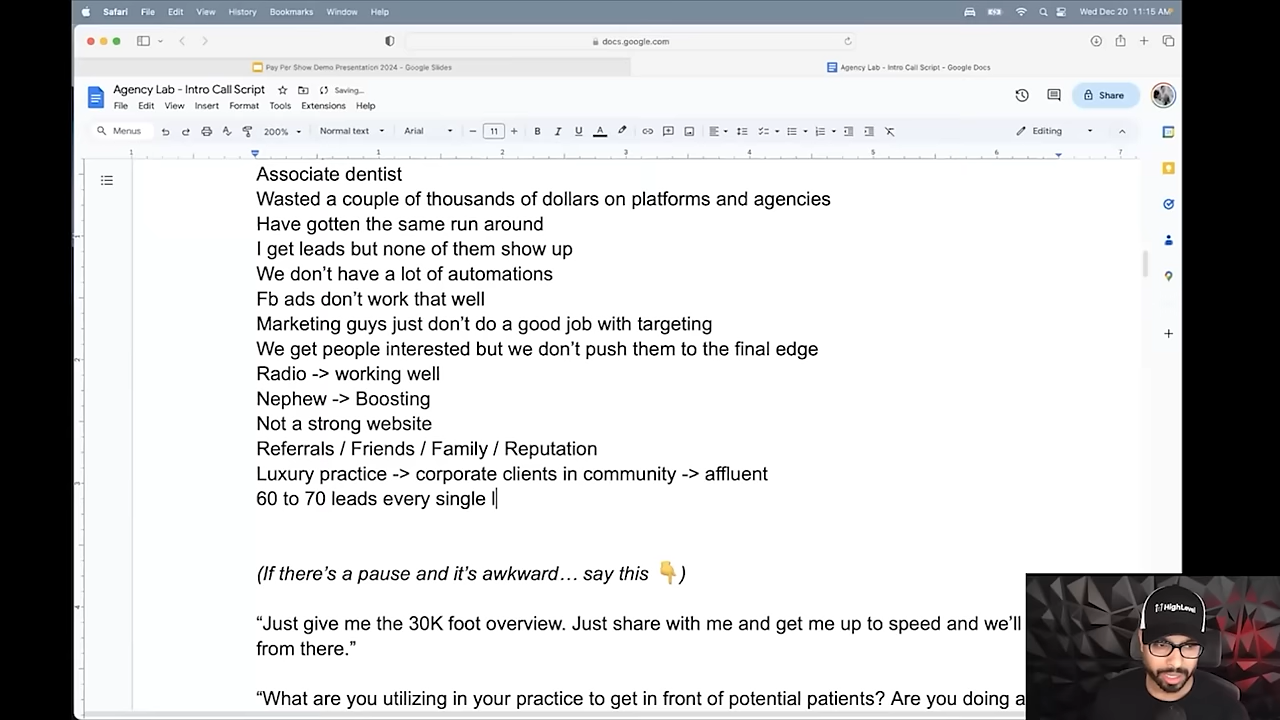 Safari File Edit View History Bookmarks Window Help Wed Dec 20 11:15 AM
docs.google.com
Pay Per Show Demo Presentation 2024 - Google Slides
Agency Lab - Intro Call Script - Google Docs
Agency Lab - Intro Call Script Saving...
File Edit View Insert Format Tools Extensions Help
Share
Menus 200% Normal text Arial 11 B I U A Editing
1 1 2 3 4 5 6 7
Associate dentist
Wasted a couple of thousands of dollars on platforms and agencies
Have gotten the same run around
I get leads but none of them show up
We don’t have a lot of automations
Fb ads don’t work that well
Marketing guys just don’t do a good job with targeting
We get people interested but we don’t push them to the final edge
Radio -> working well
Nephew -> Boosting
Not a strong website
Referrals / Friends / Family / Reputation
Luxury practice -> corporate clients in community -> affluent
60 to 70 leads every single l
(If there’s a pause and it’s awkward… say this 👇)
“Just give me the 30K foot overview. Just share with me and get me up to speed and we’ll
from there.”
“What are you utilizing in your practice to get in front of potential patients? Are you doing a
HighLevel